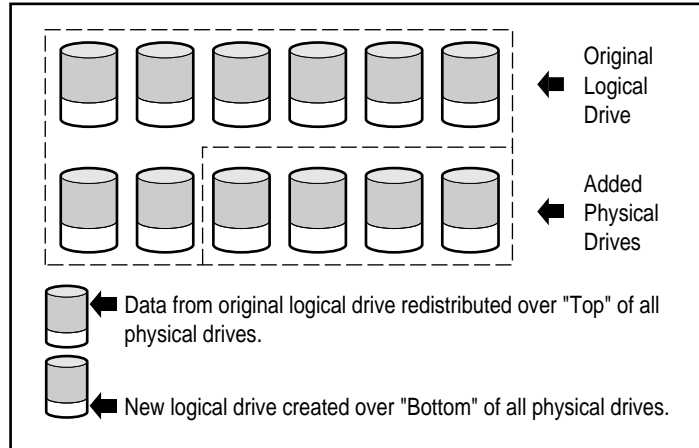 Original
Logical
Drive
Added
Physical
Drives
Data from original logical drive redistributed over "Top" of all
physical drives.
New logical drive created over "Bottom" of all physical drives.